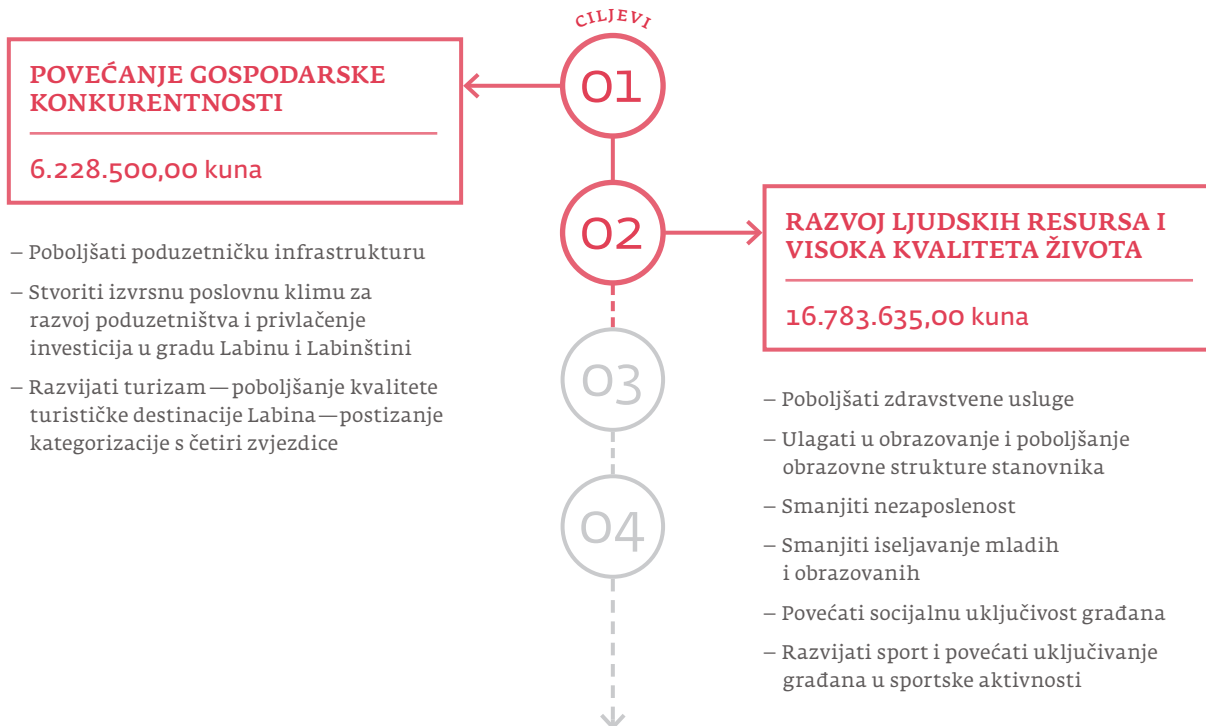 CILJEVI
01
POVEĆANJE GOSPODARSKE
KONKURENTNOSTI
6.228.500,00 kuna
– Poboljšati poduzetničku infrastrukturu
– Stvoriti izvrsnu poslovnu klimu za
razvoj poduzetništva i privlačenje
investicija u gradu Labinu i Labinštini
– Razvijati turizam — poboljšanje kvalitete
turističke destinacije Labina — postizanje
kategorizacije s četiri zvjezdice
02
RAZVOJ LJUDSKIH RESURSA I
VISOKA KVALITETA ŽIVOTA
16.783.635,00 kuna
– Poboljšati zdravstvene usluge
– Ulagati u obrazovanje i poboljšanje
obrazovne strukture stanovnika
– Smanjiti nezaposlenost
– Smanjiti iseljavanje mladih
i obrazovanih
– Povećati socijalnu uključivost građana
– Razvijati sport i povećati uključivanje
građana u sportske aktivnosti
03
04